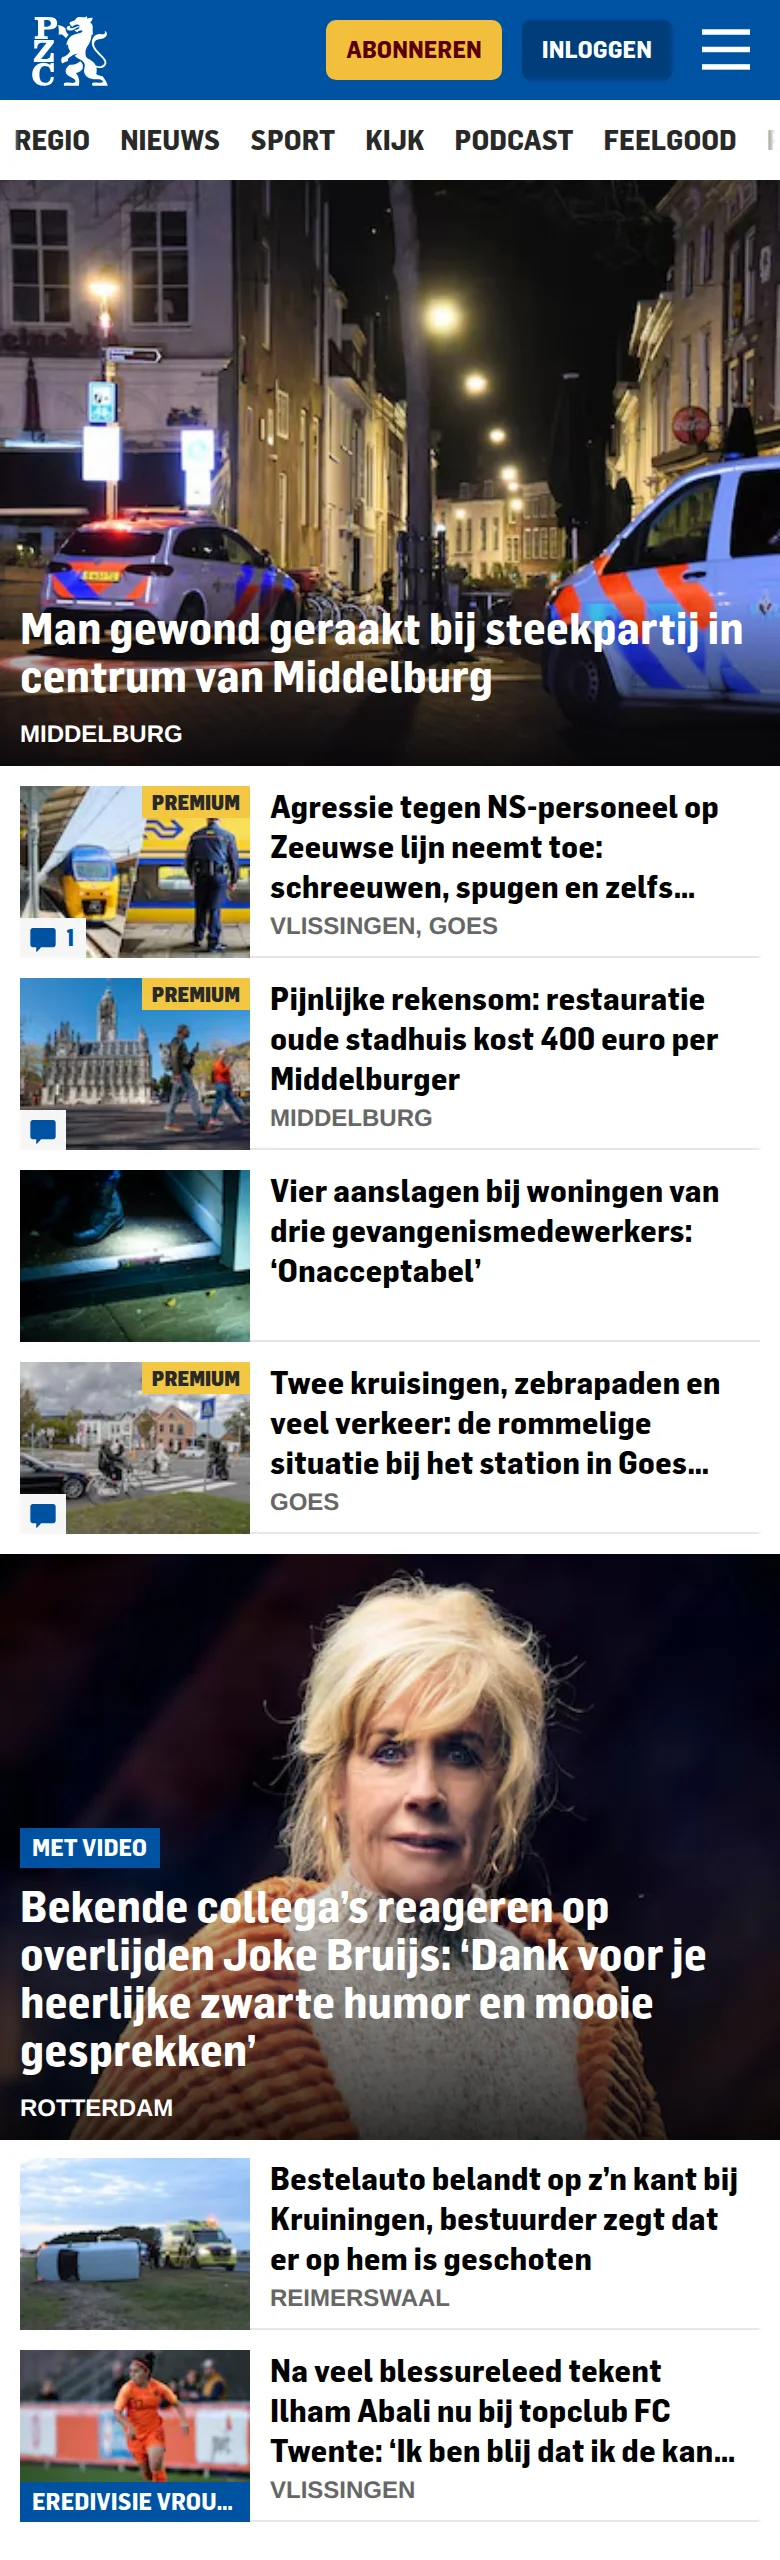 PZC
ABONNEREN
INLOGGEN
REGIO NIEUWS SPORT KIJK PODCAST FEELGOOD
Man gewond geraakt bij steekpartij in
centrum van Middelburg
MIDDELBURG
PREMIUM
1
Agressie tegen NS-personeel op
Zeeuwse lijn neemt toe:
schreeuwen, spugen en zelfs...
VLISSINGEN, GOES
PREMIUM
Pijnlijke rekensom: restauratie
oude stadhuis kost 400 euro per
Middelburger
MIDDELBURG
Vier aanslagen bij woningen van
drie gevangenismedewerkers:
‘Onacceptabel’
PREMIUM
Twee kruisingen, zebrapaden en
veel verkeer: de rommelige
situatie bij het station in Goes...
GOES
MET VIDEO
Bekende collega’s reageren op
overlijden Joke Bruijs: ‘Dank voor je
heerlijke zwarte humor en mooie
gesprekken’
ROTTERDAM
Bestelauto belandt op z’n kant bij
Kruiningen, bestuurder zegt dat
er op hem is geschoten
REIMERSWAAL
EREDIVISIE VROU...
Na veel blessureleed tekent
Ilham Abali nu bij topclub FC
Twente: ‘Ik ben blij dat ik de kan...
VLISSINGEN